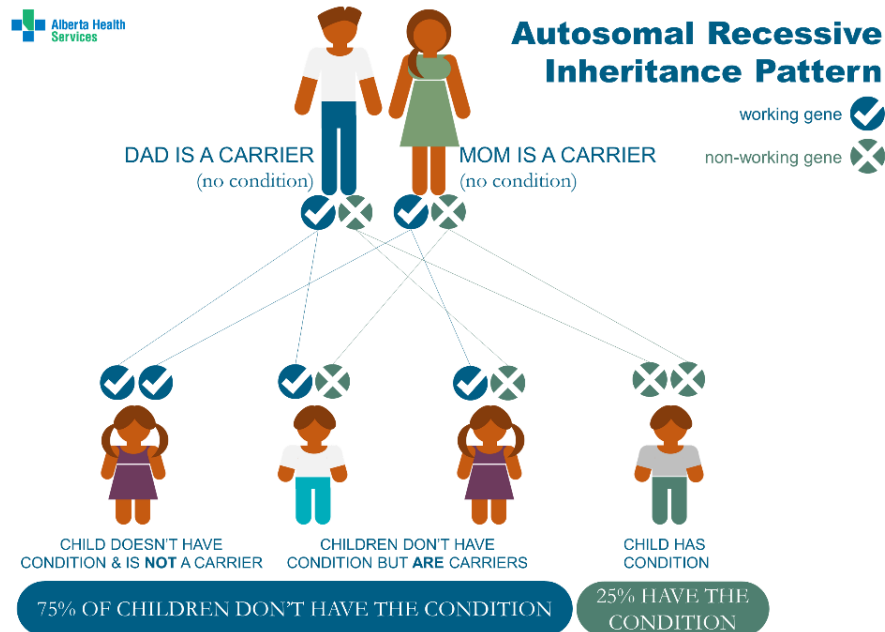 Alberta Health
Services
Autosomal Recessive
Inheritance Pattern
working gene
non-working gene
DAD IS A CARRIER
(no condition)
MOM IS A CARRIER
(no condition)
CHILD DOESN'T HAVE
CONDITION & IS NOT A CARRIER
CHILDREN DON'T HAVE
CONDITION BUT ARE CARRIERS
CHILD HAS
CONDITION
75% OF CHILDREN DON'T HAVE THE CONDITION
25% HAVE THE
CONDITION